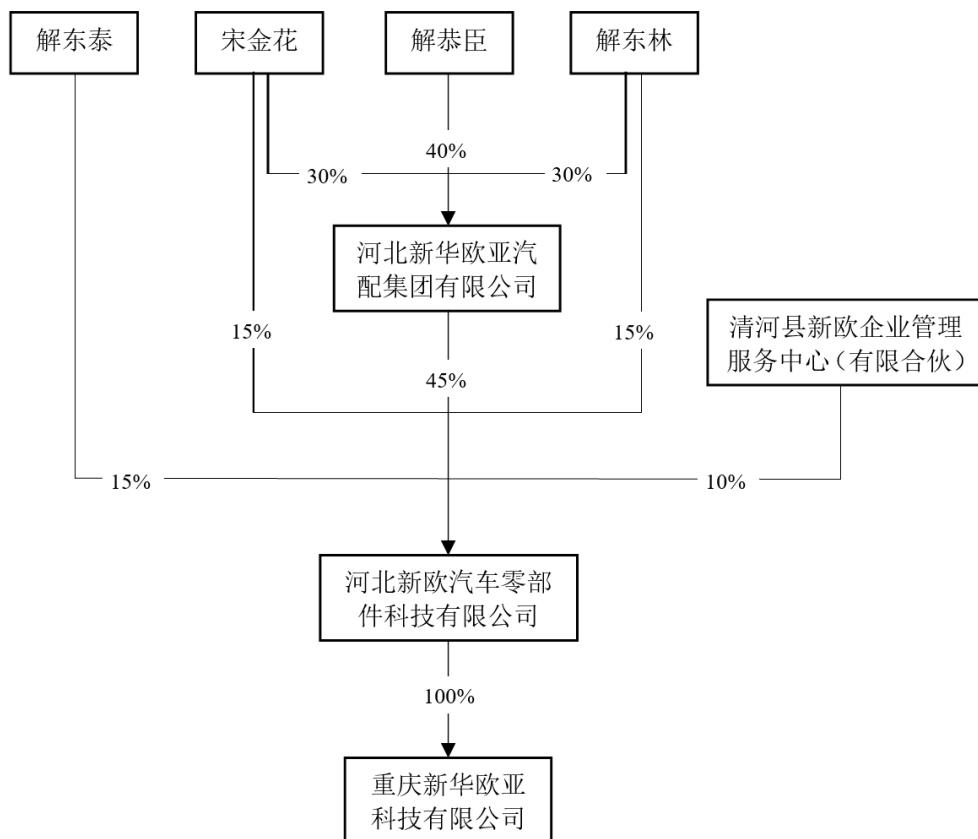 解东泰
宋金花
解恭臣
解东林
40%
30%
30%
河北新华欧亚汽
配集团有限公司
15%
15%
清河县新欧企业管理
服务中心（有限合伙）
45%
15%
10%
河北新欧汽车零部
件科技有限公司
100%
重庆新华欧亚
科技有限公司